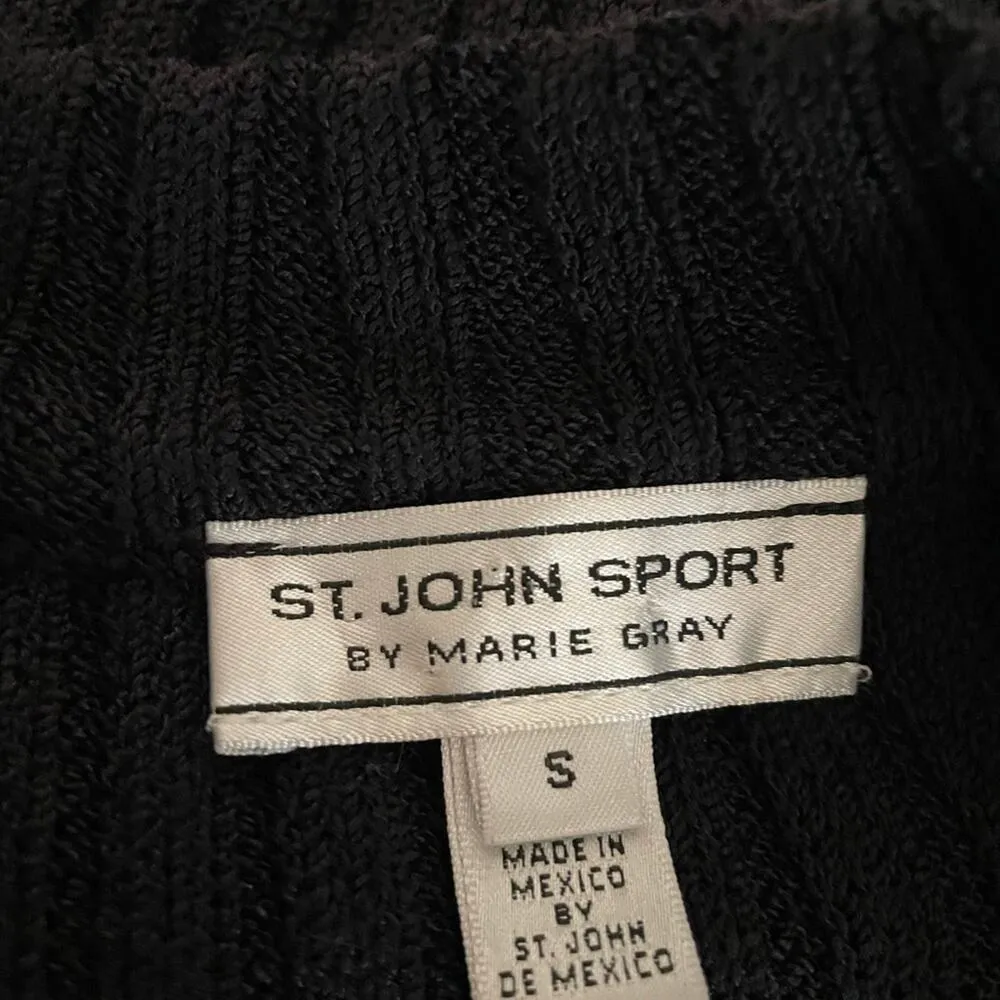 ST. JOHN SPORT
BY MARIE GRAY
S
MADE IN
MEXICO
BY
ST. JOHN
DE MEXICO